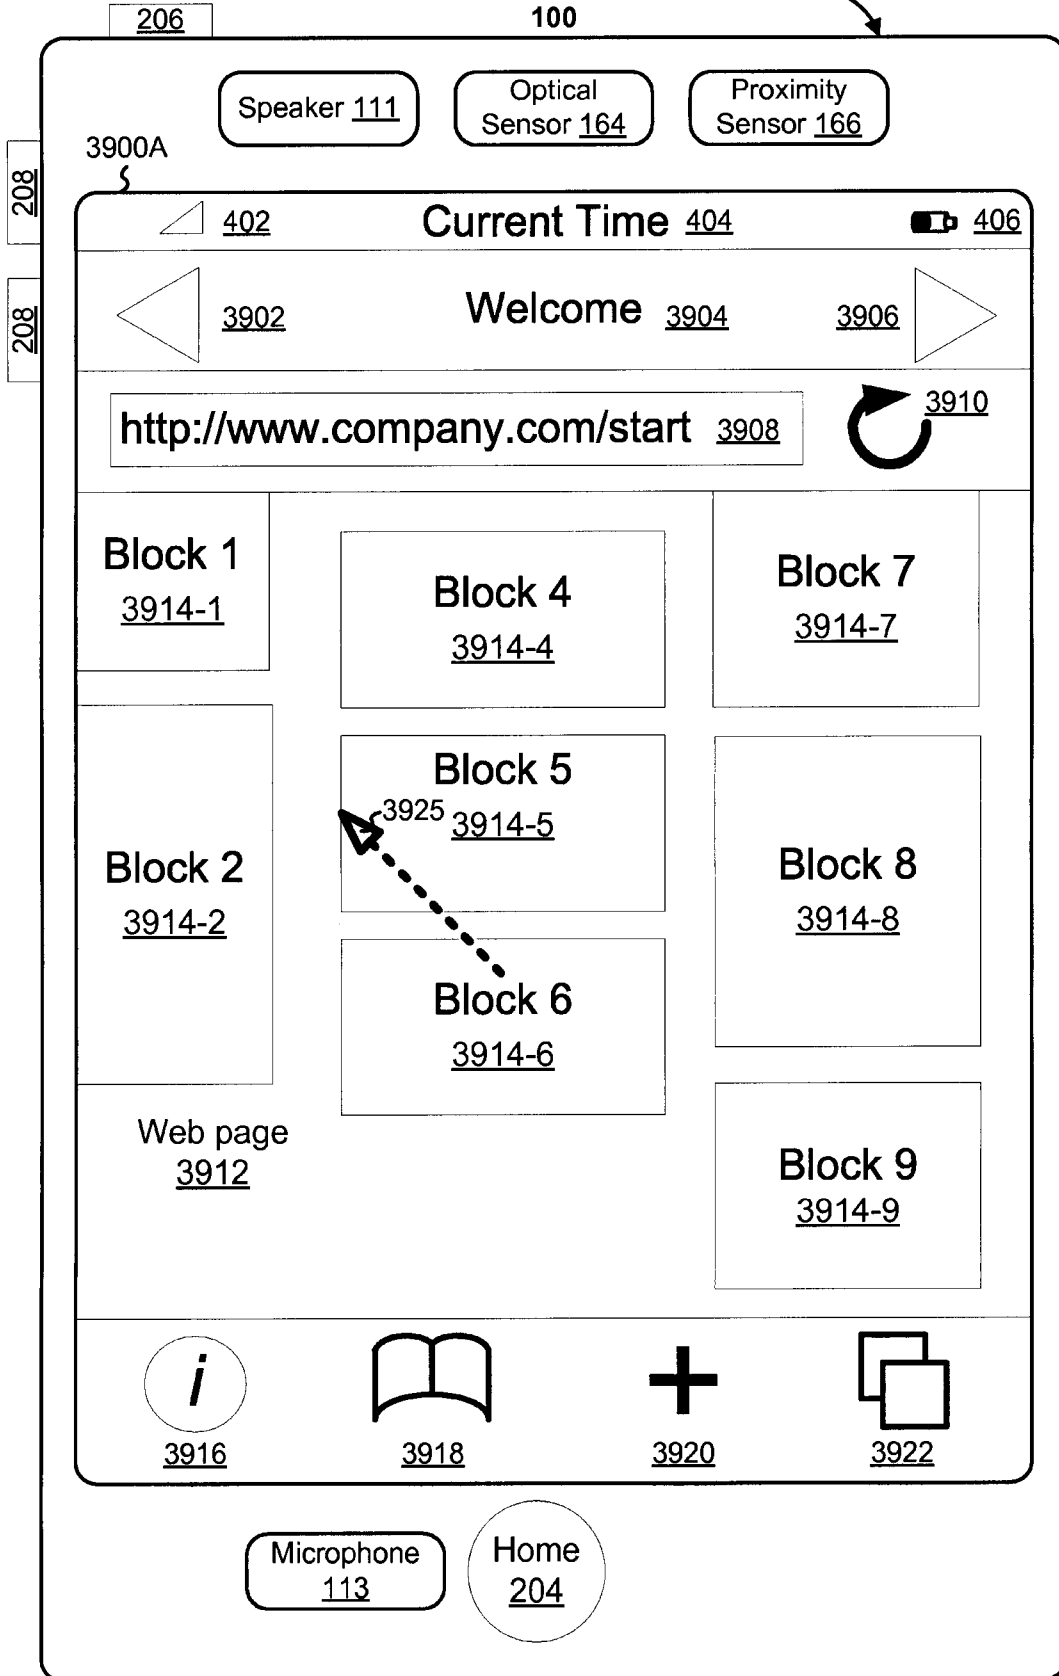 206
100
Speaker 111
Optical
Sensor 164
Proximity
Sensor 166
3900A
208
402
Current Time 404
406
208
3902
Welcome 3904
3906
http://www.company.com/start 3908
3910
Block 1
3914-1
Block 4
3914-4
Block 7
3914-7
Block 2
3914-2
Block 5
3925
3914-5
Block 8
3914-8
Block 6
3914-6
Web page
3912
Block 9
3914-9
i
3916
3918
3920
3922
Microphone
113
Home
204